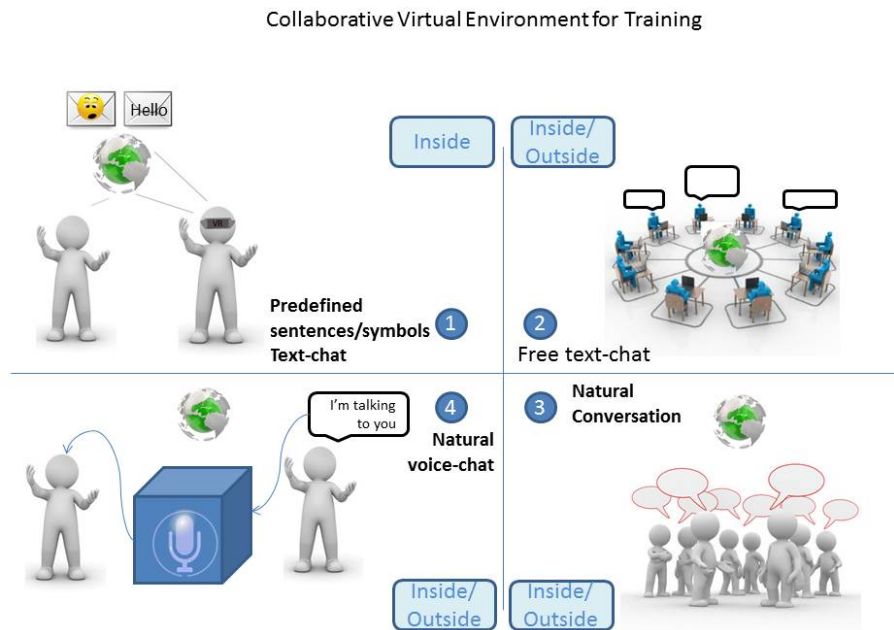 Collaborative Virtual Environment for Training
Hello
Inside
Inside/
Outside
VR
Predefined
sentences/symbols
Text-chat
1
2
Free text-chat
I'm talking
to you
4
Natural
voice-chat
3
Natural
Conversation
Inside/
Outside
Inside/
Outside